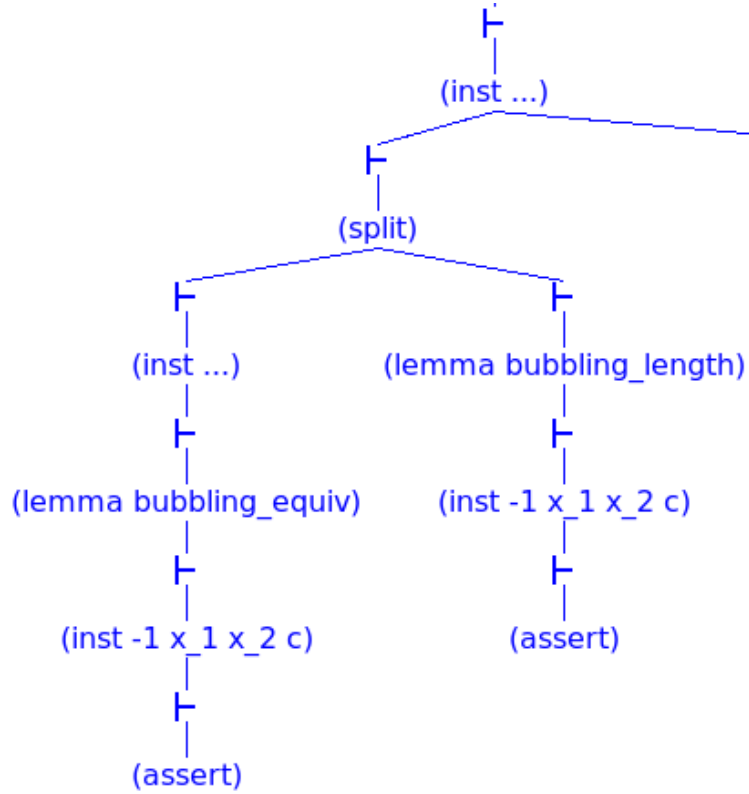 ⊢
(inst ...)
⊢
(split)
⊢ ⊢
(inst ...) (lemma bubbling_length)
⊢ ⊢
(lemma bubbling_equiv) (inst -1 x_1 x_2 c)
⊢ ⊢
(inst -1 x_1 x_2 c) (assert)
⊢
(assert)